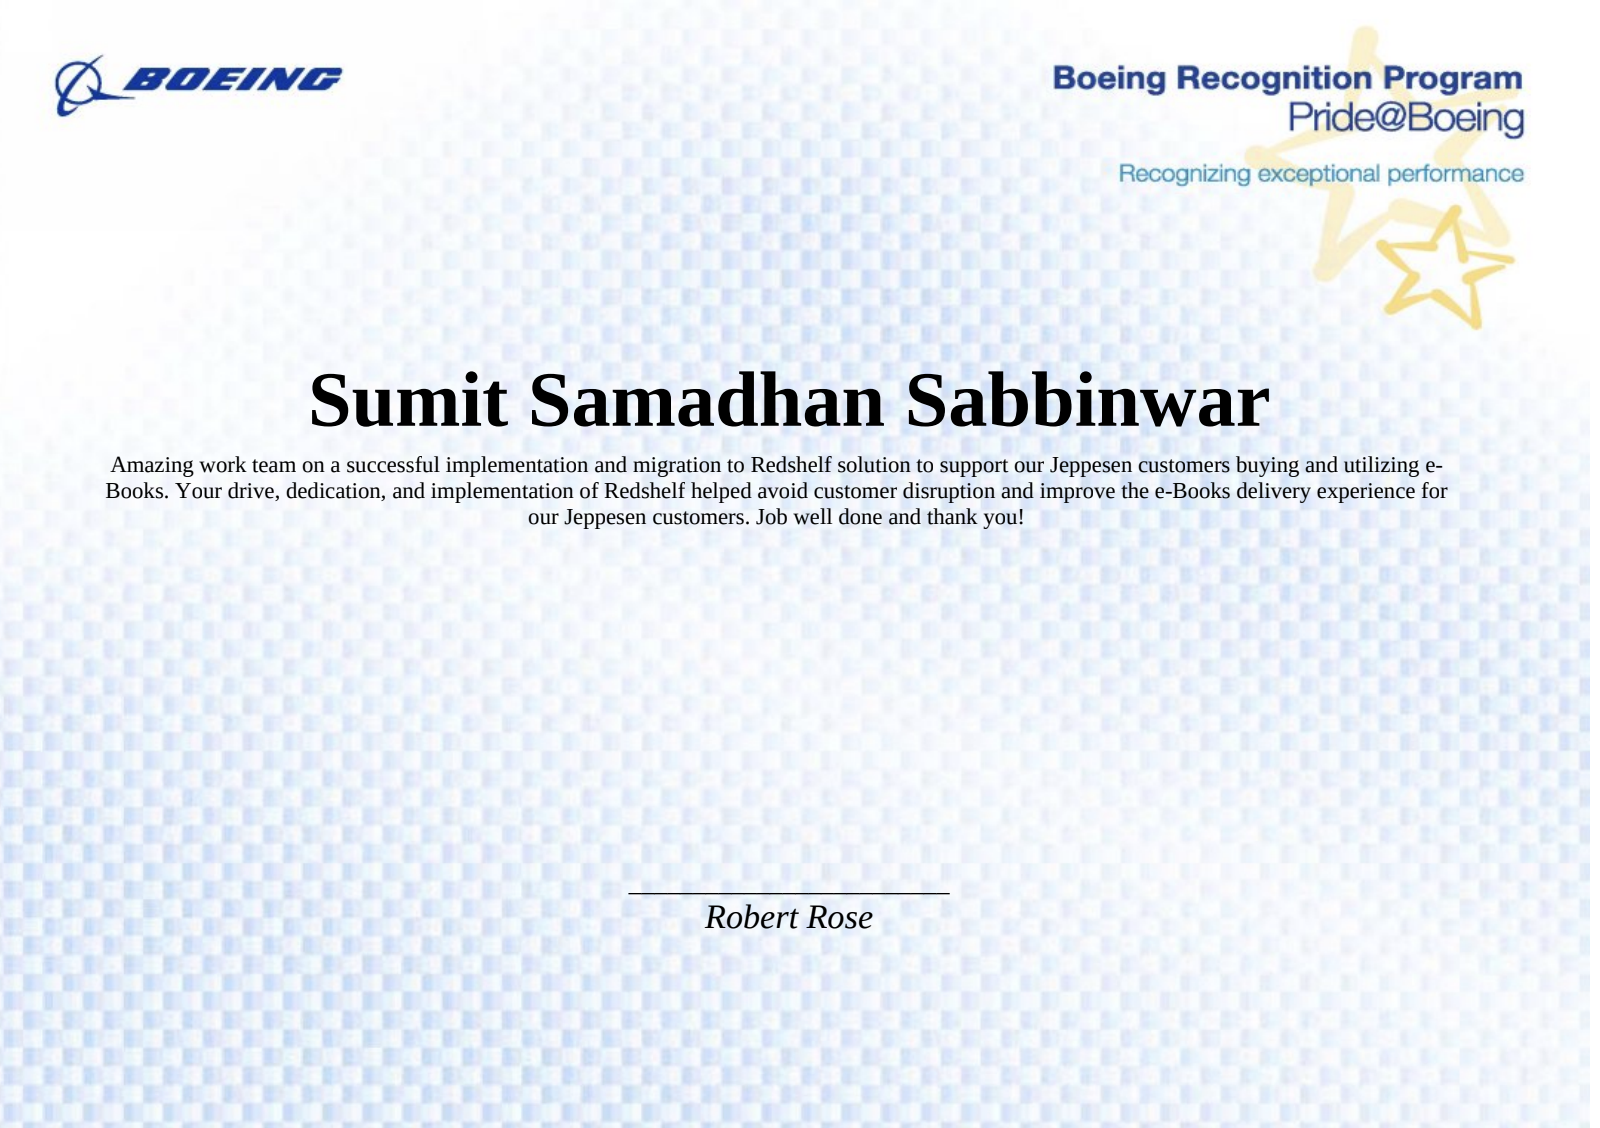 BOEING
Boeing Recognition Program
Pride@Boeing
Recognizing exceptional performance
Sumit Samadhan Sabbinwar
Amazing work team on a successful implementation and migration to Redshelf solution to support our Jeppesen customers buying and utilizing e-
Books. Your drive, dedication, and implementation of Redshelf helped avoid customer disruption and improve the e-Books delivery experience for
our Jeppesen customers. Job well done and thank you!
Robert Rose